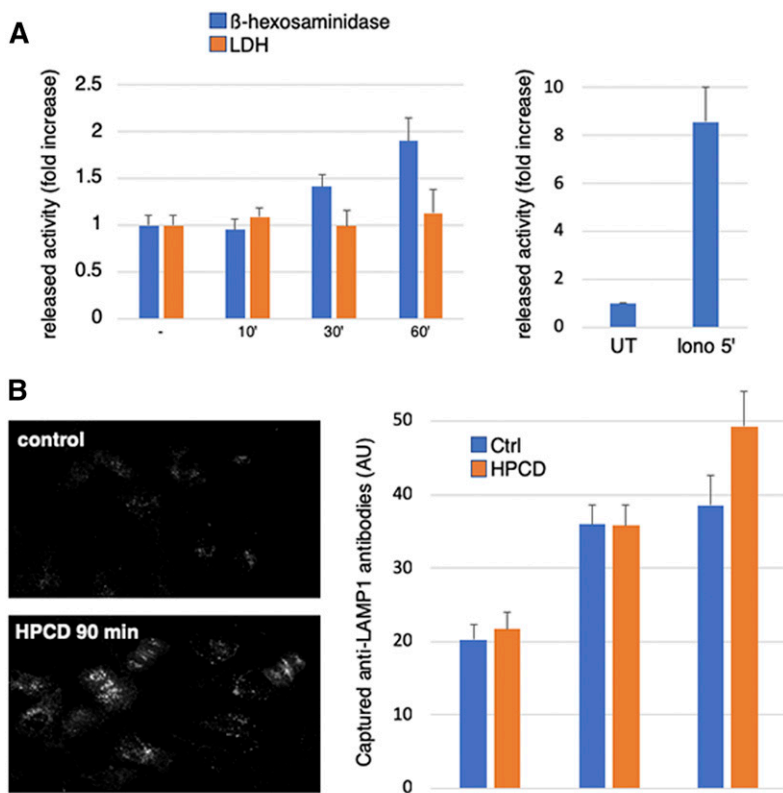 A
ß-hexosaminidase
LDH
released activity (fold increase)
2.5
2
1.5
1
0.5
0
-
10'
30'
60'
released activity (fold increase)
10
8
6
4
2
0
UT
Iono 5'
B
control
HPCD 90 min
Captured anti-LAMP1 antibodies (AU)
50
40
30
20
10
0
Ctrl
HPCD